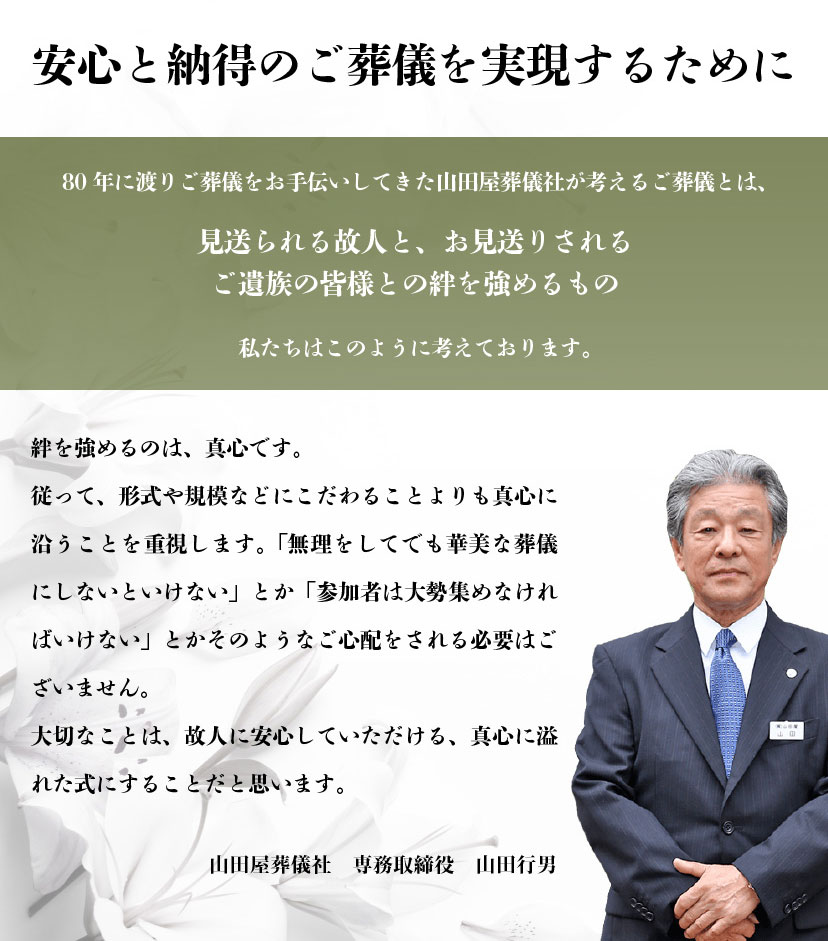 安心と納得のご葬儀を実現するために
80年に渡りご葬儀をお手伝いしてきた山田屋葬儀社が考えるご葬儀とは、
見送られる故人と、お見送りされる
ご遺族の皆様との絆を強めるもの
私たちはこのように考えております。
絆を強めるのは、真心です。
従って、形式や規模などにこだわることよりも真心に
沿うことを重視します。「無理をしてでも華美な葬儀
にしないといけない」とか「参加者は大勢集めなけれ
ばいけない」とかそのようなご心配をされる必要はご
ざいません。
大切なことは、故人に安心していただける、真心に溢
れた式にすることだと思います。
山田
山田屋葬儀社　専務取締役　山田行男